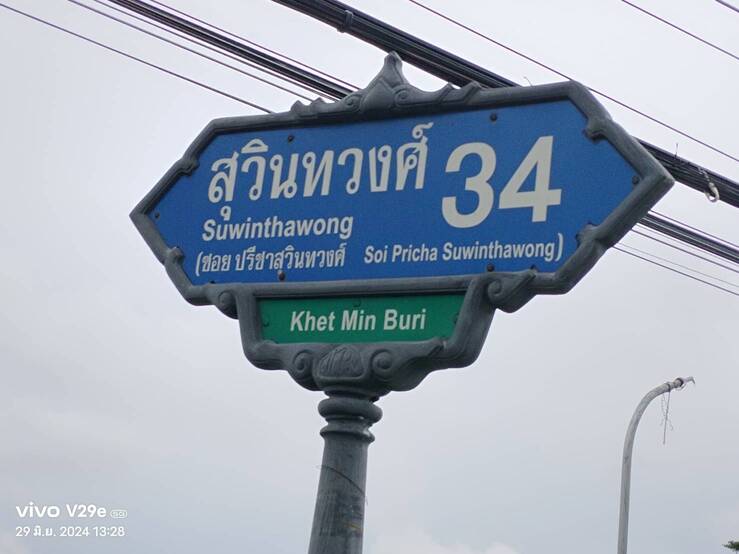 สุวินทวงศ์ 34
Suwinthawong
(ซอย ปรีชาสุวินทวงศ์ Soi Pricha Suwinthawong)
Khet Min Buri
vivo V29e 5G
29 มิ.ย. 2024 13:28